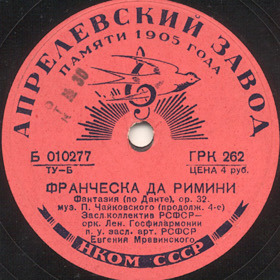 АПРЕЛЕВСКИЙ ЗАВОД
ПАМЯТИ 1905 ГОДА
Б 010277
ГРК 262
ТУ—Б
ЦЕНА 4 руб.
ФРАНЧЕСКА ДА РИМИНИ
Фантазия (по Данте), ор. 32.
муз. П. Чайковского (продолж. 4-е)
Засл. коллектив РСФСР—
орк. Лен. Госфилармонии
п. у. засл. арт. РСФСР
Евгения Мравинского
НКОМ СССР